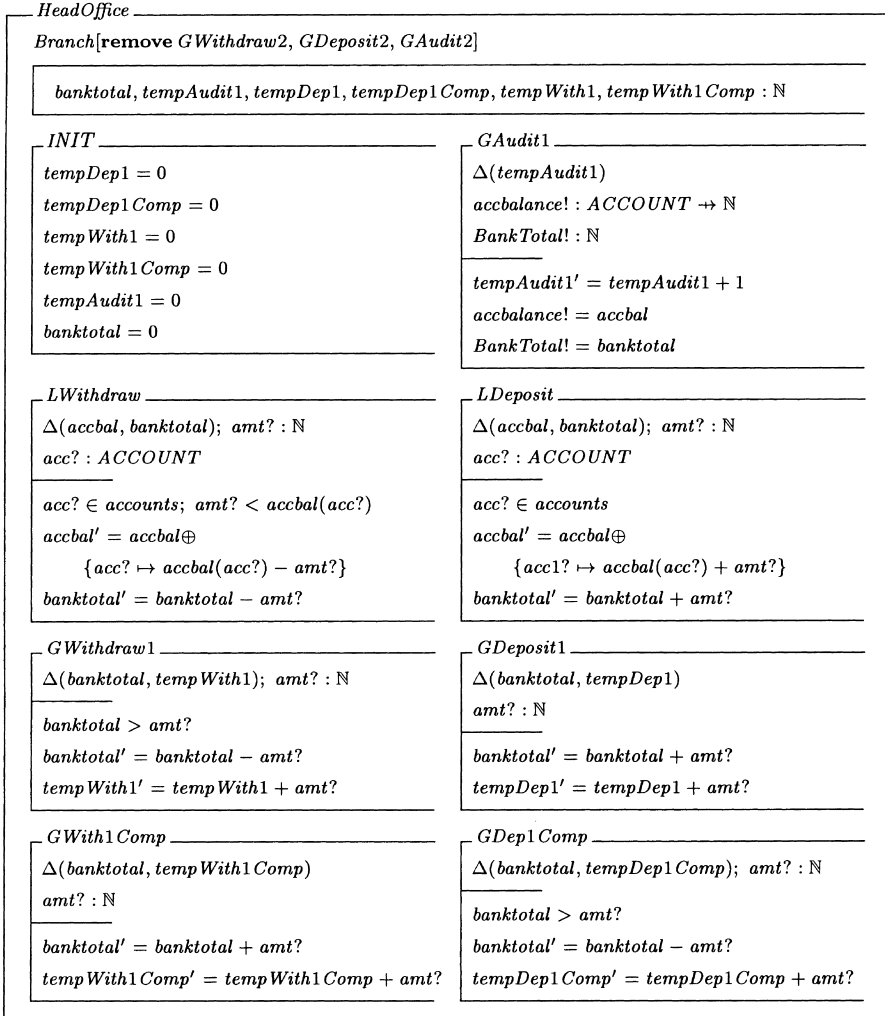 HeadOffice
Branch[remove GWithdraw2, GDeposit2, GAudit2]
banktotal, tempAudit1, tempDep1, tempDep1Comp, tempWith1, tempWith1Comp : ℕ
INIT
tempDep1 = 0
tempDep1Comp = 0
tempWith1 = 0
tempWith1Comp = 0
tempAudit1 = 0
banktotal = 0
GAudit1
Δ(tempAudit1)
accbalance! : ACCOUNT ⇸ ℕ
BankTotal! : ℕ
tempAudit1′ = tempAudit1 + 1
accbalance! = accbal
BankTotal! = banktotal
LWithdraw
Δ(accbal, banktotal); amt? : ℕ
acc? : ACCOUNT
acc? ∈ accounts; amt? < accbal(acc?)
accbal′ = accbal⊕
{acc? ↦ accbal(acc?) − amt?}
banktotal′ = banktotal − amt?
LDeposit
Δ(accbal, banktotal); amt? : ℕ
acc? : ACCOUNT
acc? ∈ accounts
accbal′ = accbal⊕
{acc1? ↦ accbal(acc?) + amt?}
banktotal′ = banktotal + amt?
GWithdraw1
Δ(banktotal, tempWith1); amt? : ℕ
banktotal > amt?
banktotal′ = banktotal − amt?
tempWith1′ = tempWith1 + amt?
GDeposit1
Δ(banktotal, tempDep1)
amt? : ℕ
banktotal′ = banktotal + amt?
tempDep1′ = tempDep1 + amt?
GWith1Comp
Δ(banktotal, tempWith1Comp)
amt? : ℕ
banktotal′ = banktotal + amt?
tempWith1Comp′ = tempWith1Comp + amt?
GDep1Comp
Δ(banktotal, tempDep1Comp); amt? : ℕ
banktotal > amt?
banktotal′ = banktotal − amt?
tempDep1Comp′ = tempDep1Comp + amt?